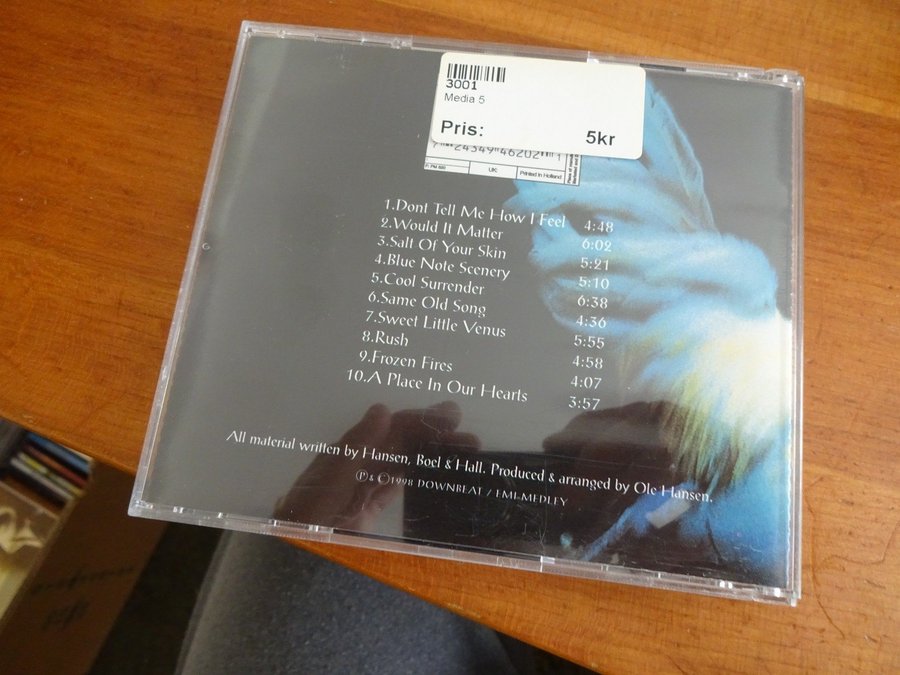 3001
Media 5
Pris: 5kr
24349 46202 1
UK
Printed in Holland
1.Dont Tell Me How I Feel 4:48
2.Would It Matter 6:02
3.Salt Of Your Skin 5:21
4.Blue Note Scenery 5:10
5.Cool Surrender 6:38
6.Same Old Song 4:36
7.Sweet Little Venus 5:55
8.Rush 4:58
9.Frozen Fires 4:07
10.A Place In Our Hearts 3:57
All material written by Hansen, Boel & Hall. Produced & arranged by Ole Hansen.
℗ & ©1998 DOWNBEAT / EMI-MEDLEY